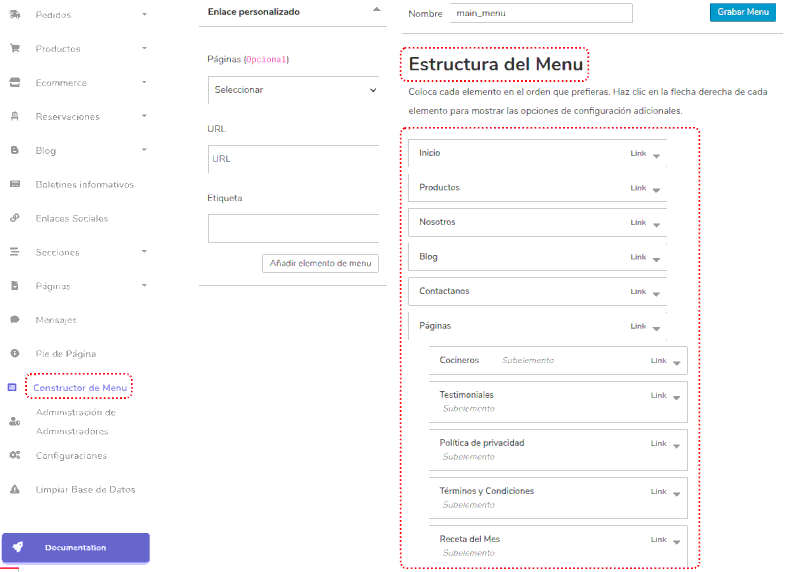 Pedidos
Productos
Ecommerce
Reservaciones
Blog
Boletines informativos
Enlaces Sociales
Secciones
Páginas
Mensajes
Pie de Página
Constructor de Menu
Administración de
Administradores
Configuraciones
Limpiar Base de Datos
Documentation
Enlace personalizado
Páginas (Opcional)
Seleccionar
URL
URL
Etiqueta
Añadir elemento de menu
Nombre main_menu Grabar Menu
Estructura del Menu
Coloca cada elemento en el orden que prefieras. Haz clic en la flecha derecha de cada
elemento para mostrar las opciones de configuración adicionales.
Inicio Link
Productos Link
Nosotros Link
Blog Link
Contactanos Link
Páginas Link
Cocineros Subelemento Link
Testimoniales Link
Subelemento
Política de privacidad Link
Subelemento
Términos y Condiciones Link
Subelemento
Receta del Mes Link
Subelemento